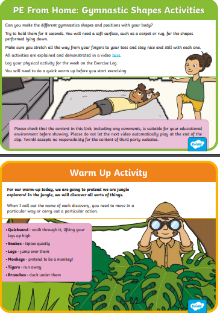 PE From Home: Gymnastic Shapes Activities
Can you make the different gymnastic shapes and positions with your body?
Try to hold them for 5 seconds. You will need a soft surface, such as a carpet or rug, for the shapes
performed lying down.
Make sure you stretch all the way from your fingers to your toes and stay nice and still with each one.
All activities are explained and demonstrated in a video here.
Log your physical activity for the week on the Exercise Log.
You will need to do a quick warm up before you start exercising.
Please check that the content in this link, including any comments, is suitable for your educational
environment before showing. Please do not let the next video automatically play at the end of the
clip. Twinkl accepts no responsibility for the content of third party websites.
twinkl
Warm Up Activity
For our warm-up today, we are going to pretend we are jungle
explorers! In the jungle, we will discover all sorts of things.
When I call out the name of each discovery, you need to move in a
particular way or carry out a particular action.
• Quicksand - walk through it, lifting your
legs up high
• Snakes - tiptoe quickly
• Logs - jump over them
• Monkeys - pretend to be a monkey!
• Tigers - run away
• Branches - duck under them
twinkl